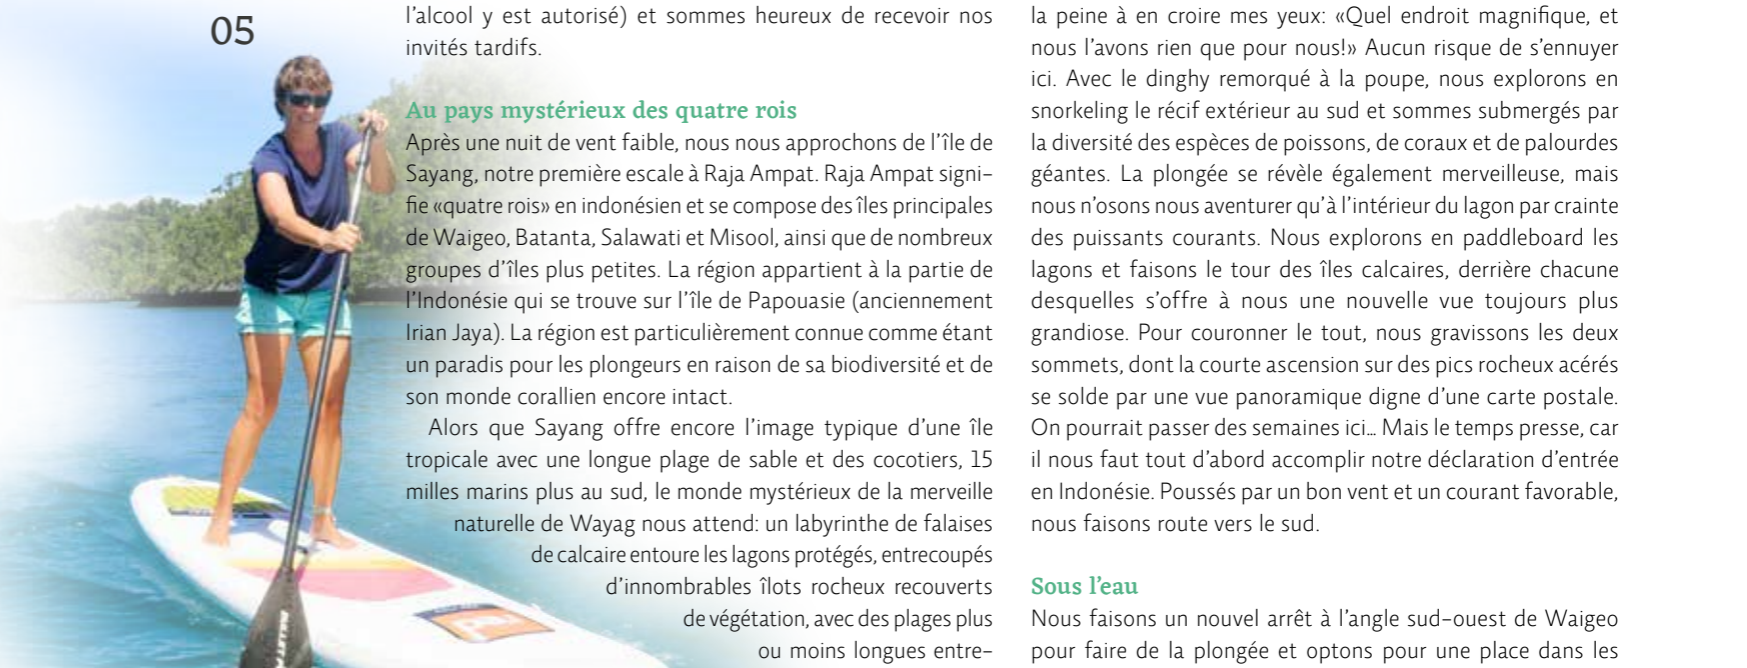 05
l'alcool y est autorisé) et sommes heureux de recevoir nos
invités tardifs.
Au pays mystérieux des quatre rois
Après une nuit de vent faible, nous nous approchons de l'île de
Sayang, notre première escale à Raja Ampat. Raja Ampat signi-
fie «quatre rois» en indonésien et se compose des îles principales
de Waigeo, Batanta, Salawati et Misool, ainsi que de nombreux
groupes d'îles plus petites. La région appartient à la partie de
l'Indonésie qui se trouve sur l'île de Papouasie (anciennement
Irian Jaya). La région est particulièrement connue comme étant
un paradis pour les plongeurs en raison de sa biodiversité et de
son monde corallien encore intact.
Alors que Sayang offre encore l'image typique d'une île
tropicale avec une longue plage de sable et des cocotiers, 15
milles marins plus au sud, le monde mystérieux de la merveille
naturelle de Wayag nous attend: un labyrinthe de falaises
de calcaire entoure les lagons protégés, entrecoupés
d'innombrables îlots rocheux recouverts
de végétation, avec des plages plus
ou moins longues entre-
la peine à en croire mes yeux: «Quel endroit magnifique, et
nous l'avons rien que pour nous!» Aucun risque de s'ennuyer
ici. Avec le dinghy remorqué à la poupe, nous explorons en
snorkeling le récif extérieur au sud et sommes submergés par
la diversité des espèces de poissons, de coraux et de palourdes
géantes. La plongée se révèle également merveilleuse, mais
nous n'osons nous aventurer qu'à l'intérieur du lagon par crainte
des puissants courants. Nous explorons en paddleboard les
lagons et faisons le tour des îles calcaires, derrière chacune
desquelles s'offre à nous une nouvelle vue toujours plus
grandiose. Pour couronner le tout, nous gravissons les deux
sommets, dont la courte ascension sur des pics rocheux acérés
se solde par une vue panoramique digne d'une carte postale.
On pourrait passer des semaines ici… Mais le temps presse, car
il nous faut tout d'abord accomplir notre déclaration d'entrée
en Indonésie. Poussés par un bon vent et un courant favorable,
nous faisons route vers le sud.
Sous l'eau
Nous faisons un nouvel arrêt à l'angle sud-ouest de Waigeo
pour faire de la plongée et optons pour une place dans les